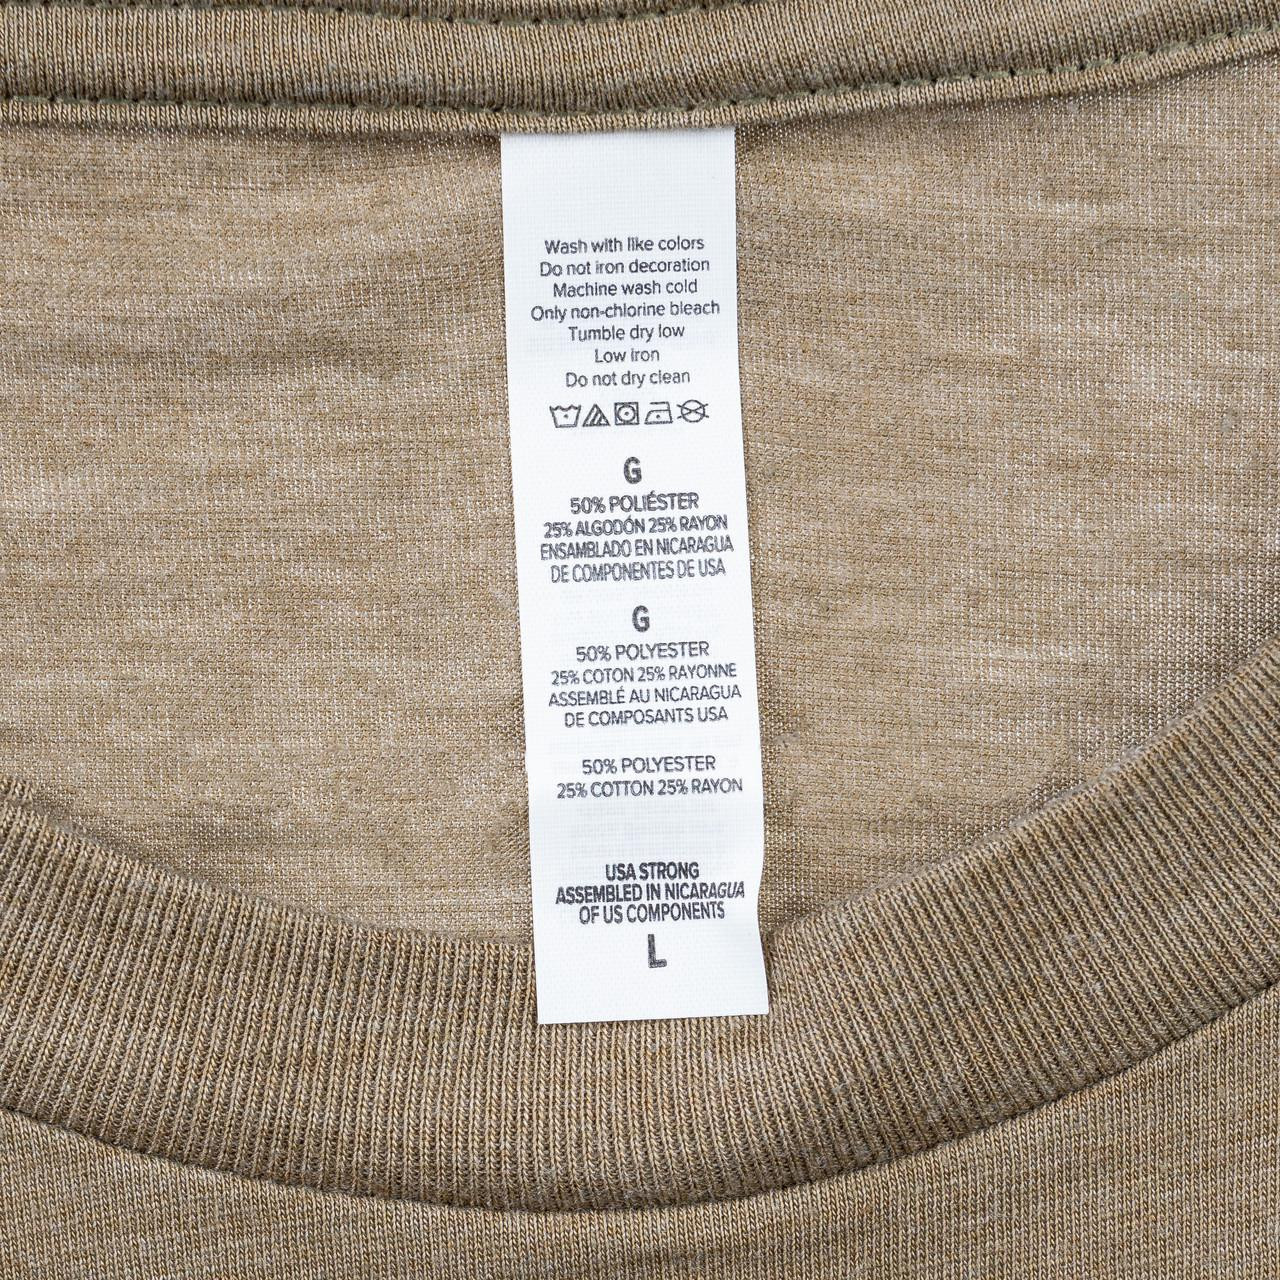 Wash with like colors
Do not iron decoration
Machine wash cold
Only non-chlorine bleach
Tumble dry low
Low iron
Do not dry clean
G
50% POLIÉSTER
25% ALGODÓN 25% RAYON
ENSAMBLADO EN NICARAGUA
DE COMPONENTES DE USA
G
50% POLYESTER
25% COTON 25% RAYONNE
ASSEMBLÉ AU NICARAGUA
DE COMPOSANTS USA
50% POLYESTER
25% COTTON 25% RAYON
USA STRONG
ASSEMBLED IN NICARAGUA
OF US COMPONENTS
L